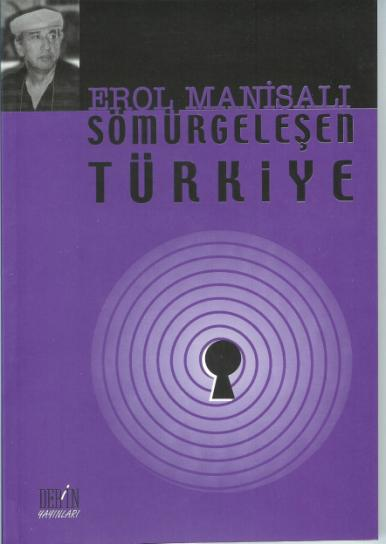 EROL MANİSALI
SÖMÜRGELEŞEN
TÜRKİYE
DERİN
YAYINLARI